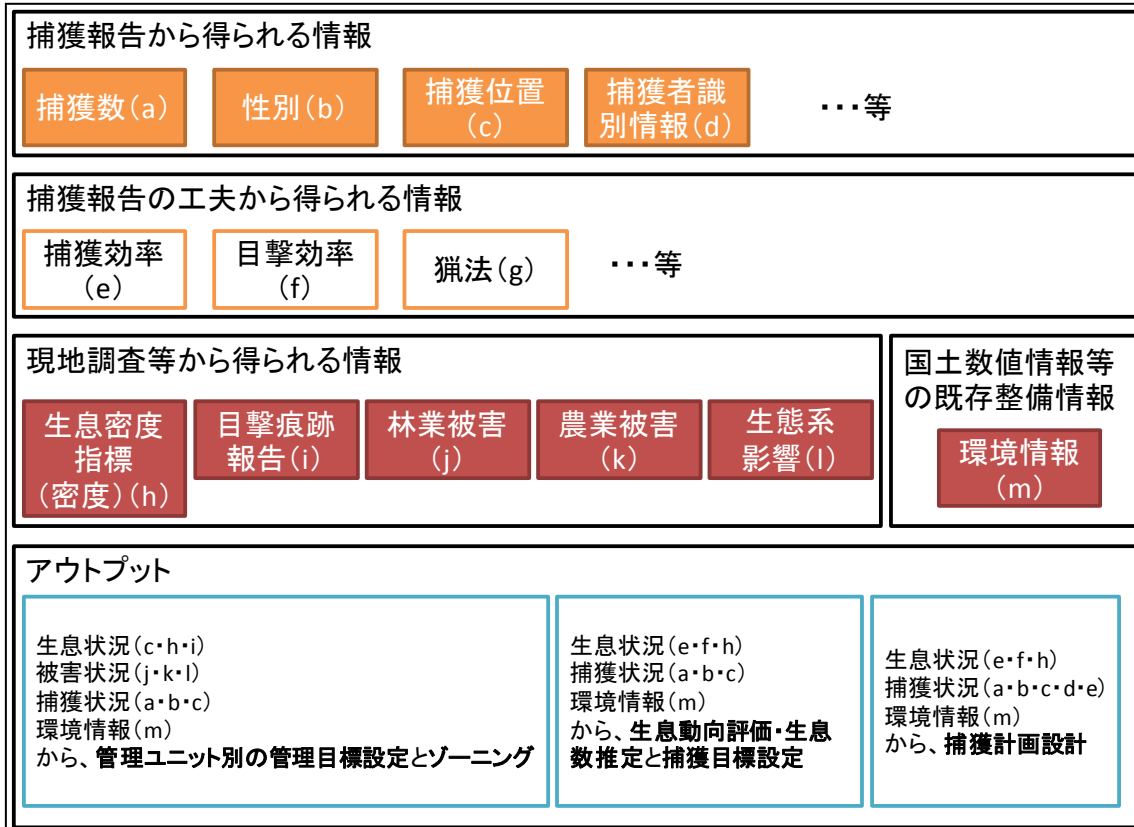 捕獲報告から得られる情報
捕獲数(a)
性別(b)
捕獲位置
(c)
捕獲者識
別情報(d)
･･･等
捕獲報告の工夫から得られる情報
捕獲効率
(e)
目撃効率
(f)
猟法(g)
･･･等
現地調査等から得られる情報
生息密度
指標
(密度)(h)
目撃痕跡
報告(i)
林業被害
(j)
農業被害
(k)
生態系
影響(l)
国土数値情報等
の既存整備情報
環境情報
(m)
アウトプット
生息状況(c･h･i)
被害状況(j･k･l)
捕獲状況(a･b･c)
環境情報(m)
から、管理ユニット別の管理目標設定とゾーニング
生息状況(e･f･h)
捕獲状況(a･b･c)
環境情報(m)
から、生息動向評価･生息
数推定と捕獲目標設定
生息状況(e･f･h)
捕獲状況(a･b･c･d･e)
環境情報(m)
から、捕獲計画設計